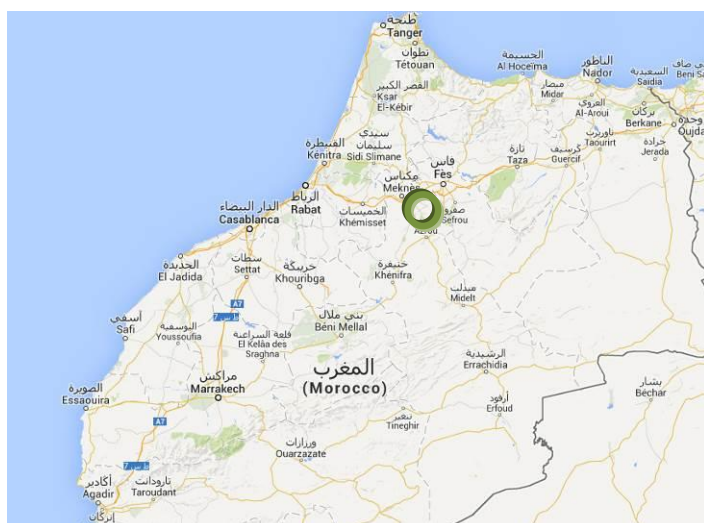 طنجة
Tanger
تطوان
Tétouan
الحسيمة
Al Hoceïma
الناظور
Nador
السعيدية
Saidia
القصر الكبير
Ksar
El-Kébir
ميضار
Midar
العروي
Al-Aroui
بركان
Berkane
وجدة
Oujda
سيدي
سليمان
Sidi Slimane
القنيطرة
Kénitra
فاس
Fès
تازة
Taza
گرسيف
Guercif
تاوريرت
Taourirt
جرادة
Jerada
مكناس
Meknès
الرباط
Rabat
الخميسات
Khémisset
صفرو
Sefrou
Azrou
الدار البيضاء
Casablanca
الجديدة
El Jadida
سطات
Settat
خريبكة
Khouribga
خنيفرة
Khénifra
ميدلت
Midelt
A7
آسفي
Safi
اليوسفية
Youssoufia
قلعة السراغنة
El Kelâa des
Sraghna
بني ملال
Béni Mellal
المغرب
(Morocco)
الرشيدية
Errachidia
الصويرة
Essaouira
مراكش
Marrakech
أرفود
Erfoud
بشار
Béchar
تنغير
Tineghir
A7
ورزازات
Ouarzazate
أكادير
Agadir
تارودانت
Taroudant
إنزكان